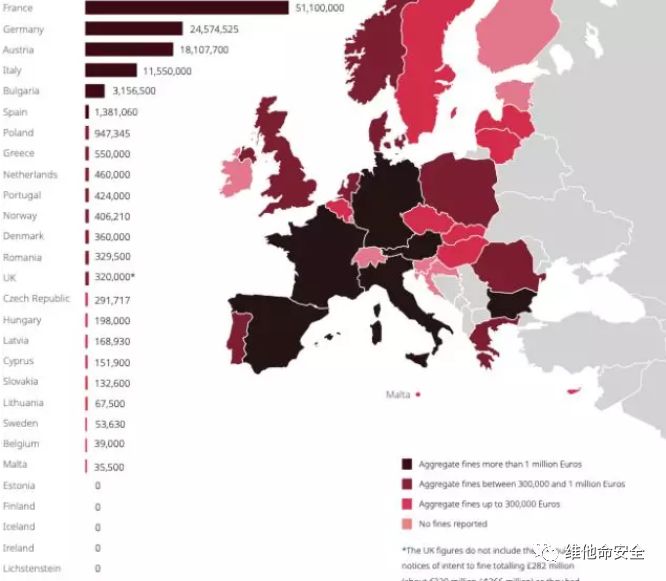 France 51,100,000
Germany 24,574,525
Austria 18,107,700
Italy 11,550,000
Bulgaria 3,156,500
Spain 1,381,060
Poland 947,345
Greece 550,000
Netherlands 460,000
Portugal 424,000
Norway 406,210
Denmark 360,000
Romania 329,500
UK 320,000*
Czech Republic 291,717
Hungary 198,000
Latvia 168,930
Cyprus 151,900
Slovakia 132,600
Lithuania 67,500
Sweden 53,630
Belgium 39,000
Malta 35,500
Estonia 0
Finland 0
Iceland 0
Ireland 0
Lichstenstein 0
Malta
Aggregate fines more than 1 million Euros
Aggregate fines between 300,000 and 1 million Euros
Aggregate fines up to 300,000 Euros
No fines reported
*The UK figures do not include the
notices of intent to fine totalling £282 million
维他命安全